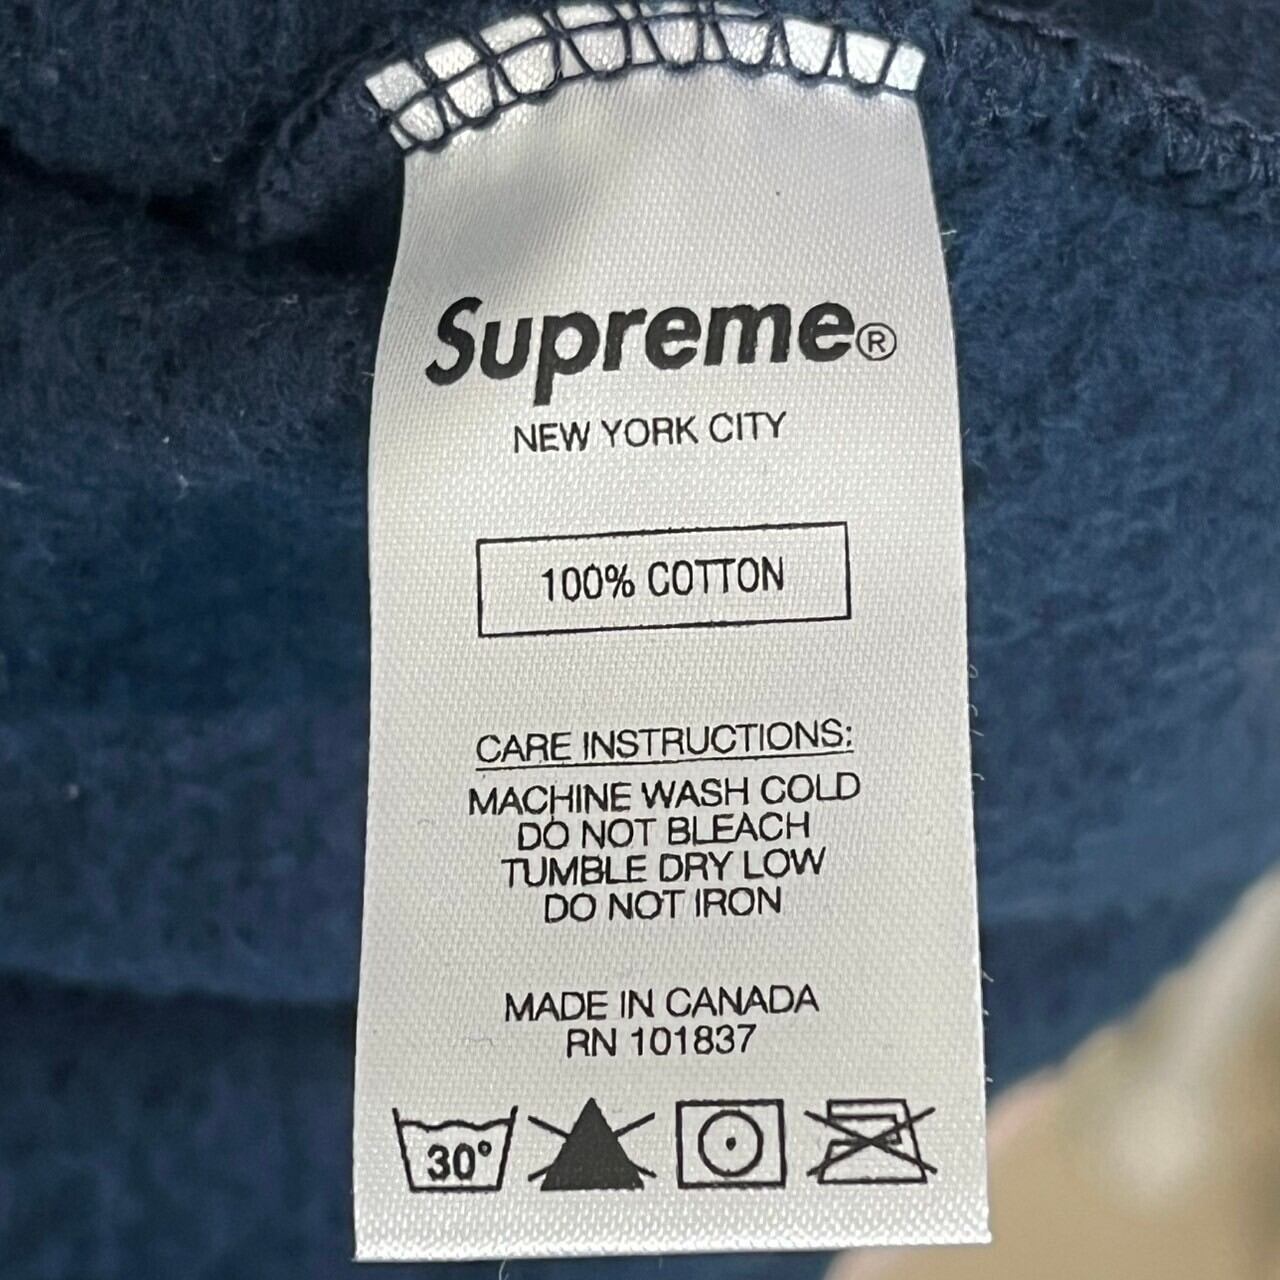 Supreme®
NEW YORK CITY
100% COTTON
CARE INSTRUCTIONS:
MACHINE WASH COLD
DO NOT BLEACH
TUMBLE DRY LOW
DO NOT IRON
MADE IN CANADA
RN 101837
30°